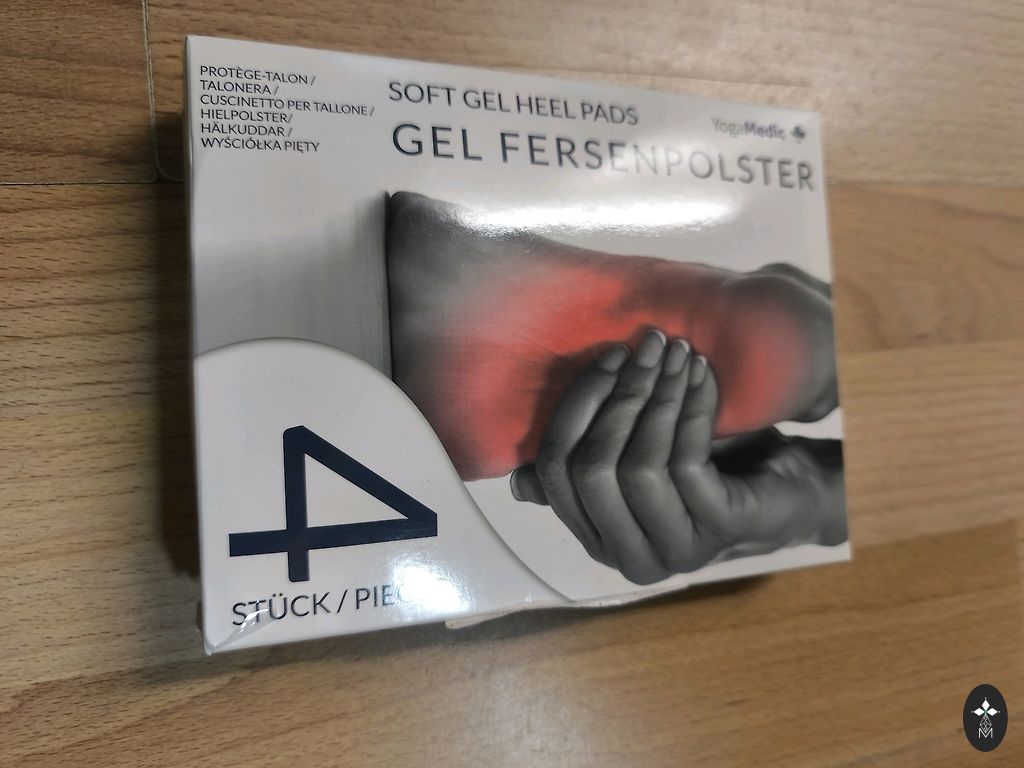 PROTÈGE-TALON /
TALONERA /
CUSCINETTO PER TALLONE /
HIELPOLSTER/
HÄLKUDDAR /
WYŚCIÓŁKA PIĘTY
SOFT GEL HEEL PADS
YogaMedic
GEL FERSENPOLSTER
4
STÜCK /
M